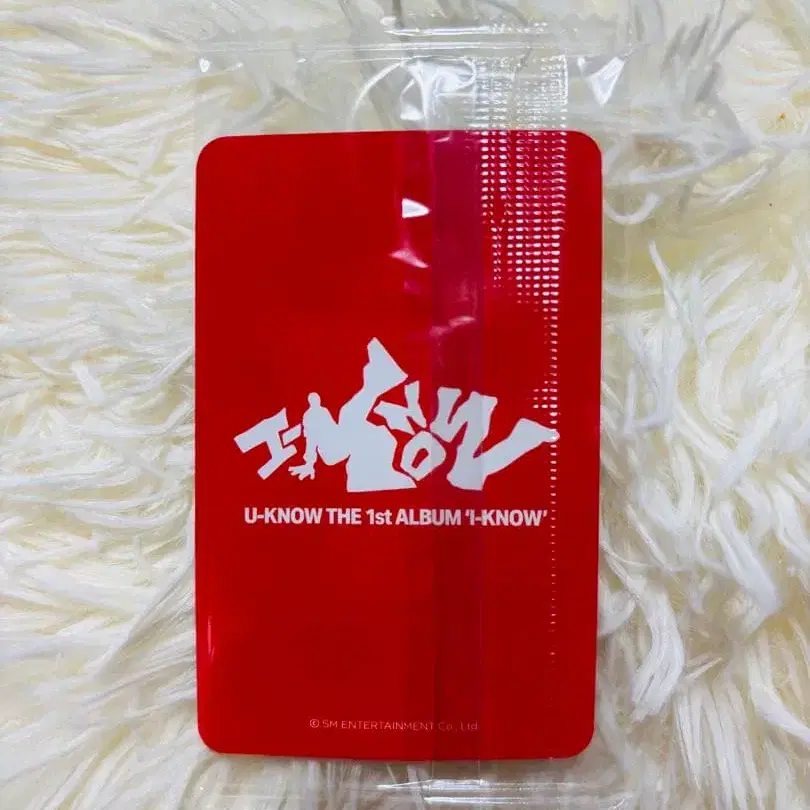 I-KNOW
U-KNOW THE 1st ALBUM 'I-KNOW'
© SM ENTERTAINMENT Co., Ltd.